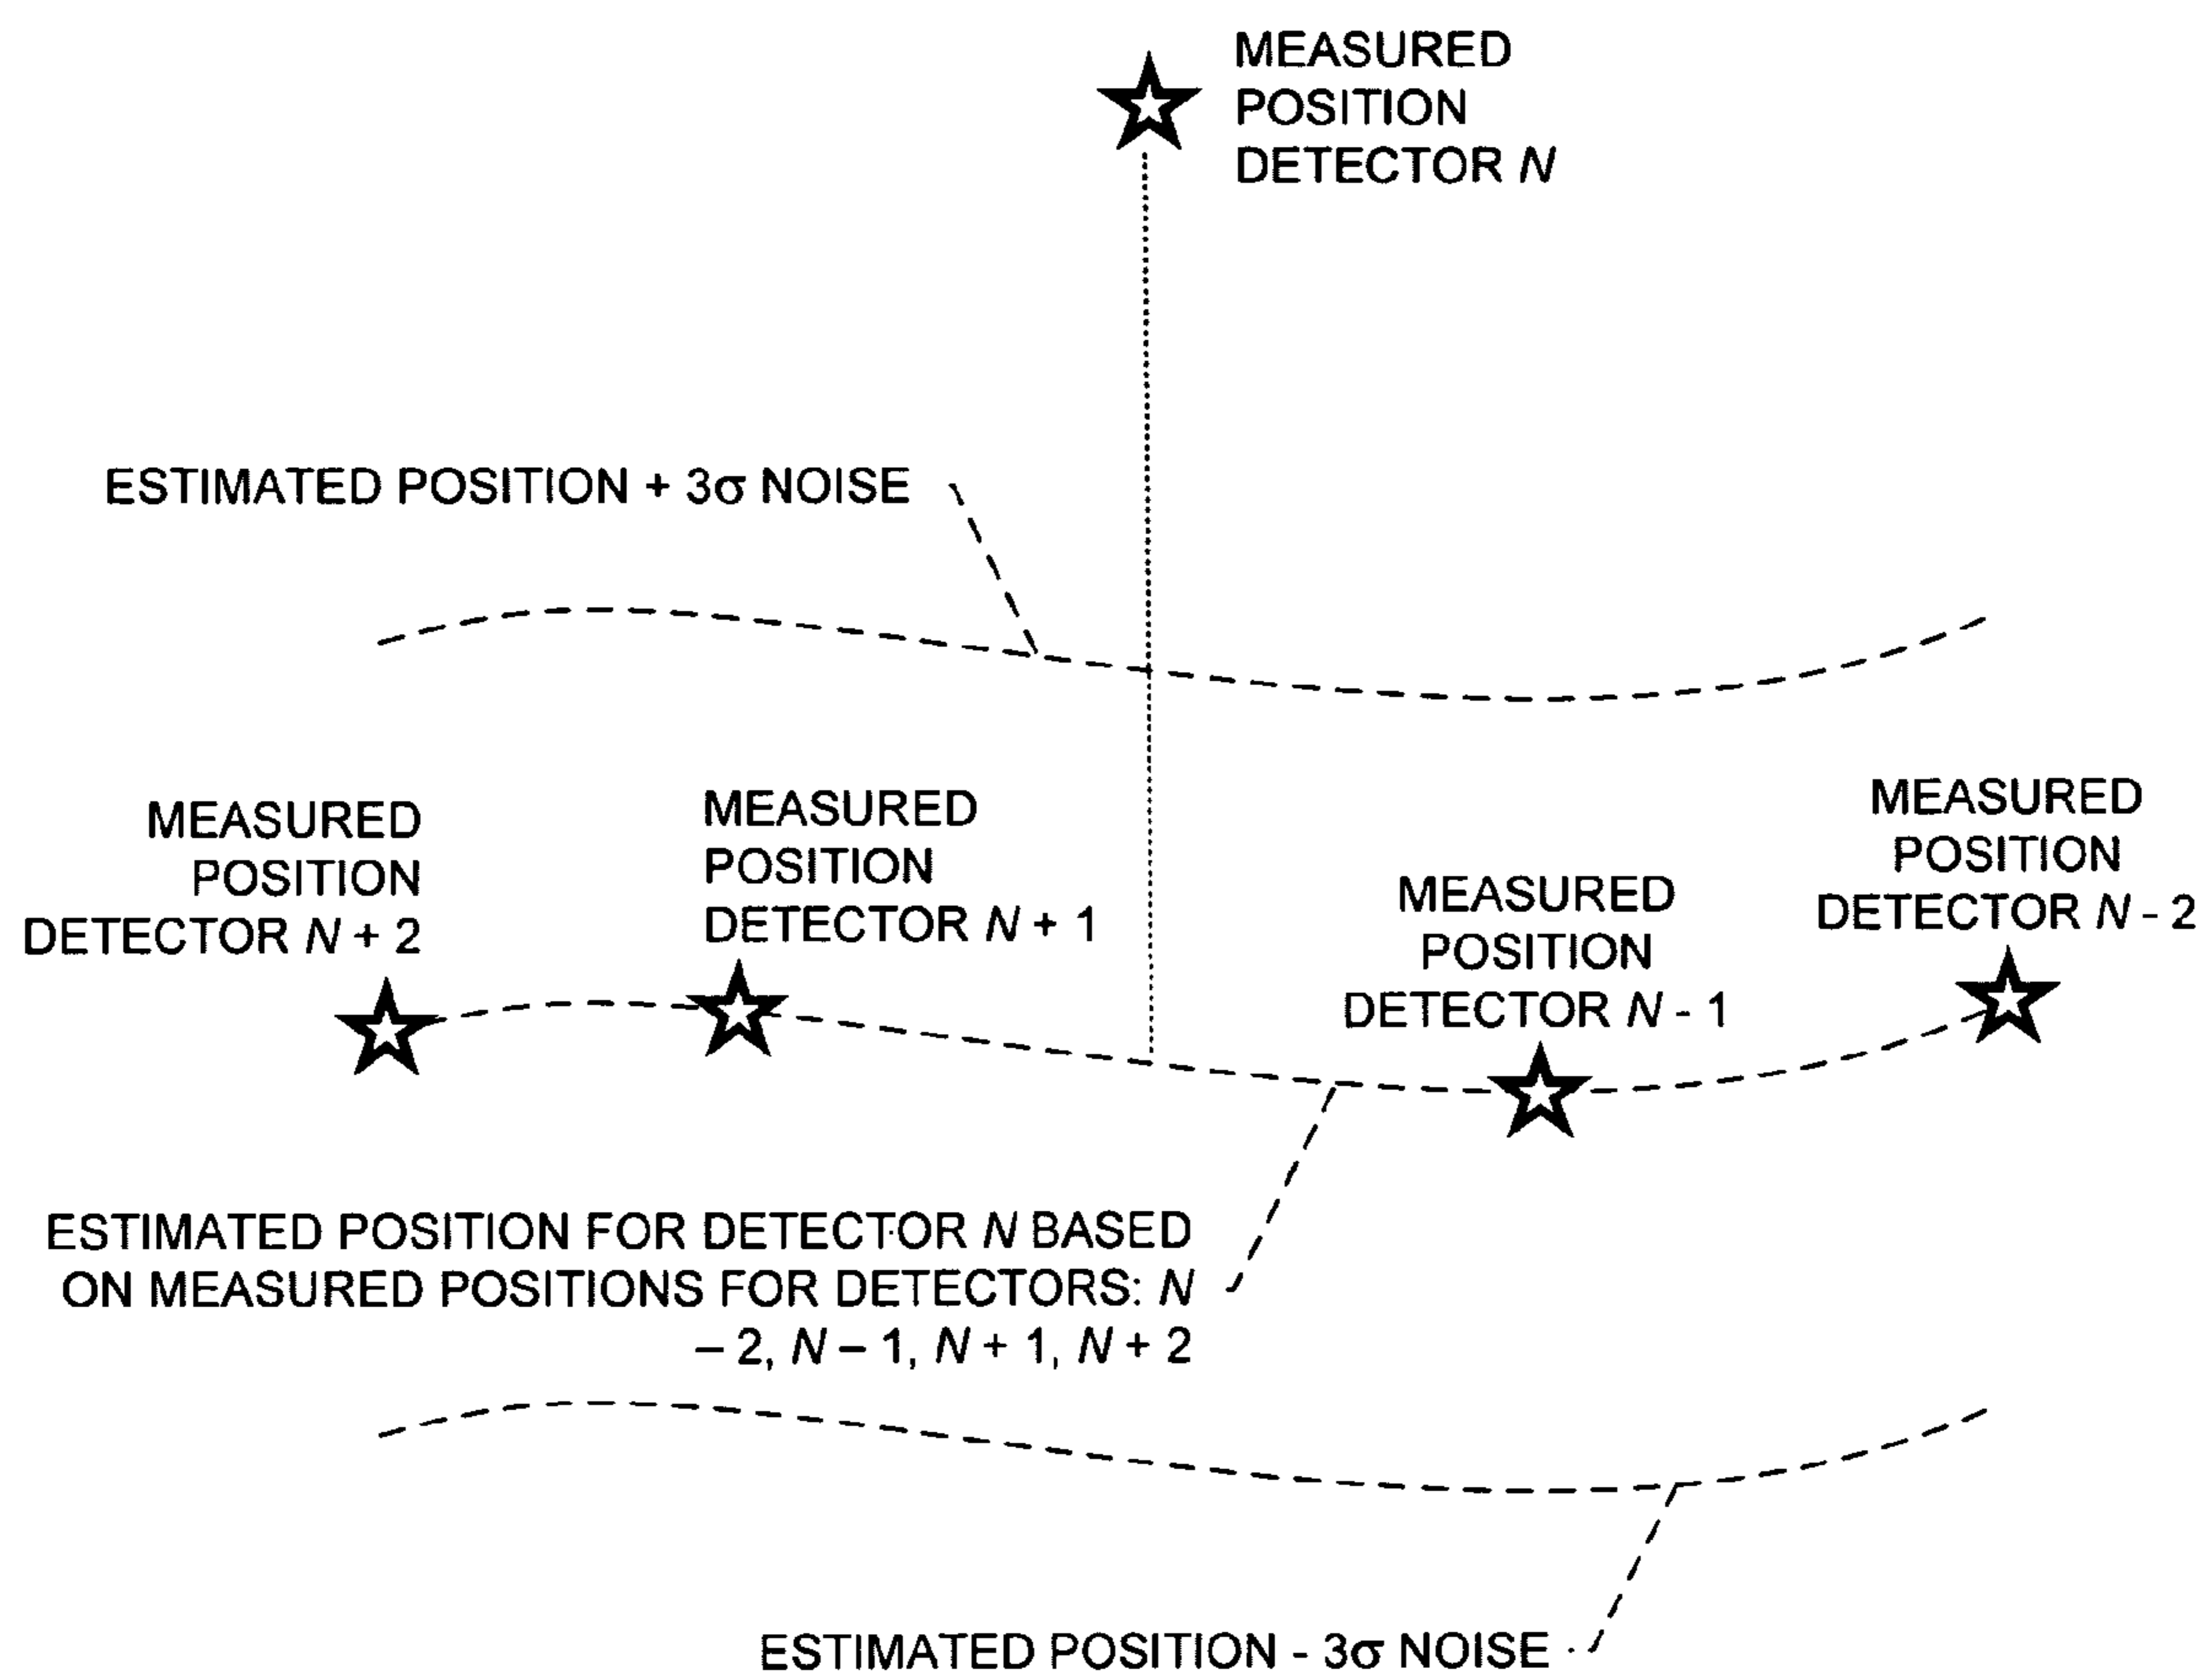 MEASURED
POSITION
DETECTOR N
ESTIMATED POSITION + 3σ NOISE
MEASURED
POSITION
DETECTOR N + 2
MEASURED
POSITION
DETECTOR N + 1
MEASURED
POSITION
DETECTOR N - 1
MEASURED
POSITION
DETECTOR N - 2
ESTIMATED POSITION FOR DETECTOR N BASED
ON MEASURED POSITIONS FOR DETECTORS: N
– 2, N – 1, N + 1, N + 2
ESTIMATED POSITION - 3σ NOISE